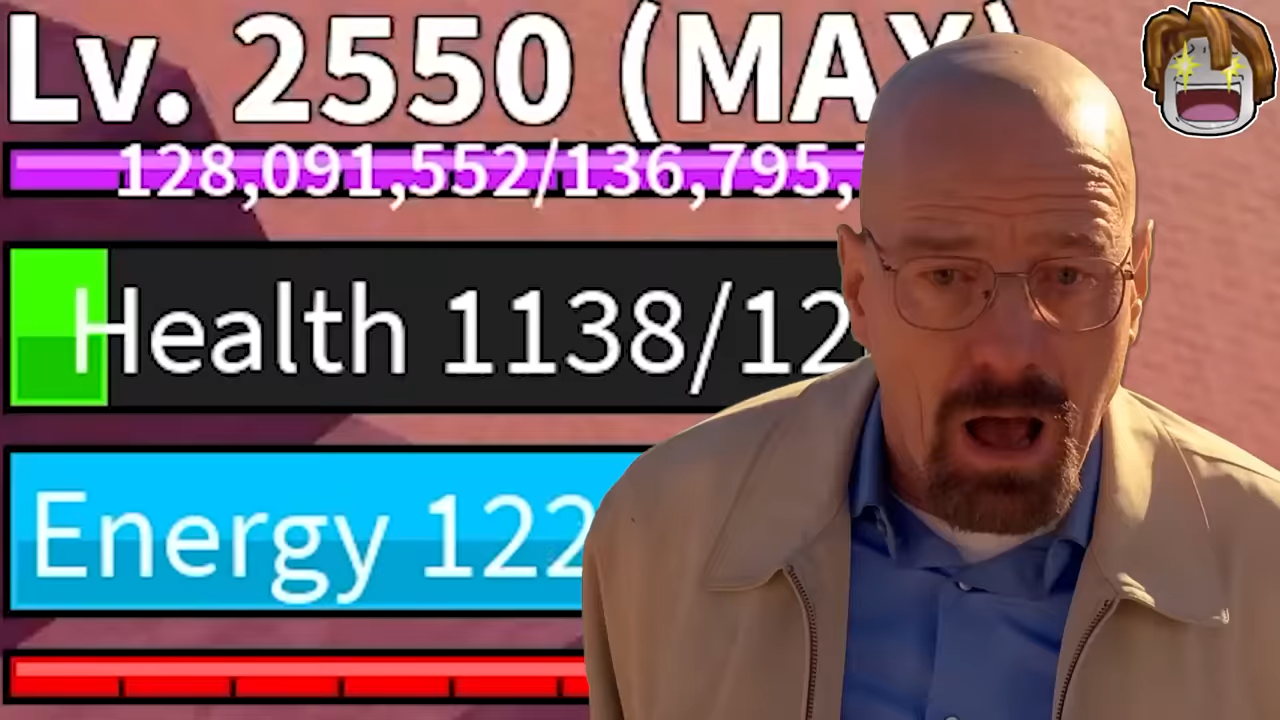 Lv. 2550 (MAX)
128,091,552/136,795,
Health 1138/12
Energy 122